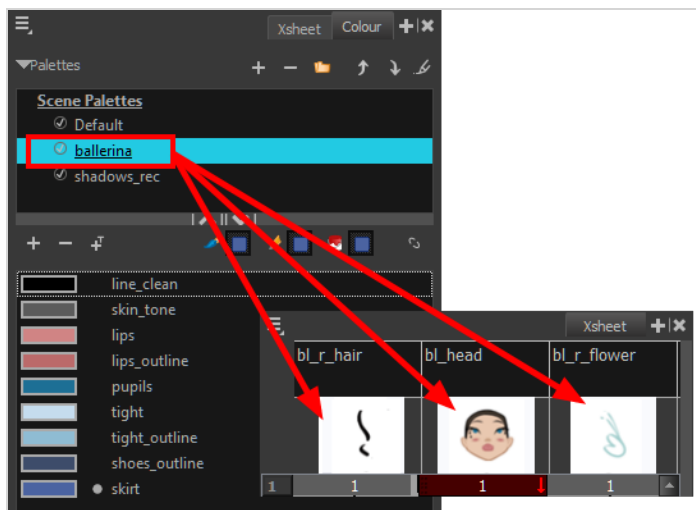 Xsheet Colour
Palettes
Scene Palettes
Default
ballerina
shadows_rec
line_clean
skin_tone
lips
lips_outline
pupils
tight
tight_outline
shoes_outline
skirt
Xsheet
bl_r_hair bl_head bl_r_flower
1 1 1 1